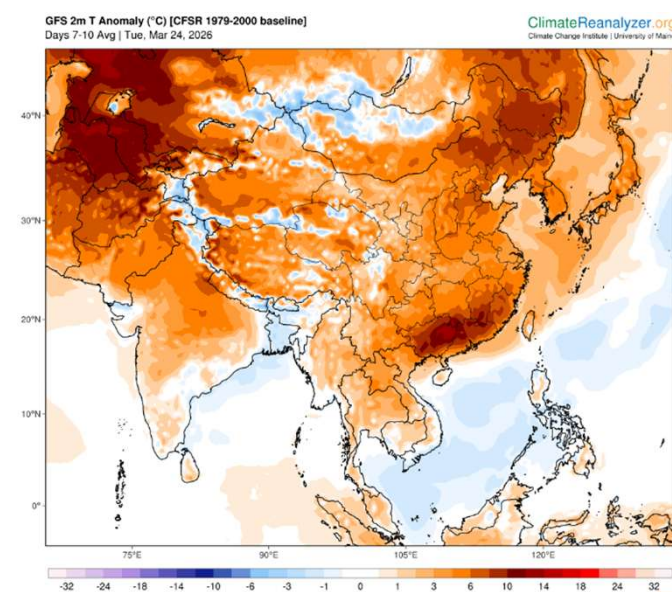 GFS 2m T Anomaly (°C) [CFSR 1979-2000 baseline]
ClimateReanalyzer.org
Days 7-10 Avg | Tue, Mar 24, 2026
Climate Change Institute | University of Maine
40°N
30°N
20°N
10°N
0°
75°E 90°E 105°E 120°E
-32 -24 -18 -14 -10 -6 -3 -1 0 1 3 6 10 14 18 24 32